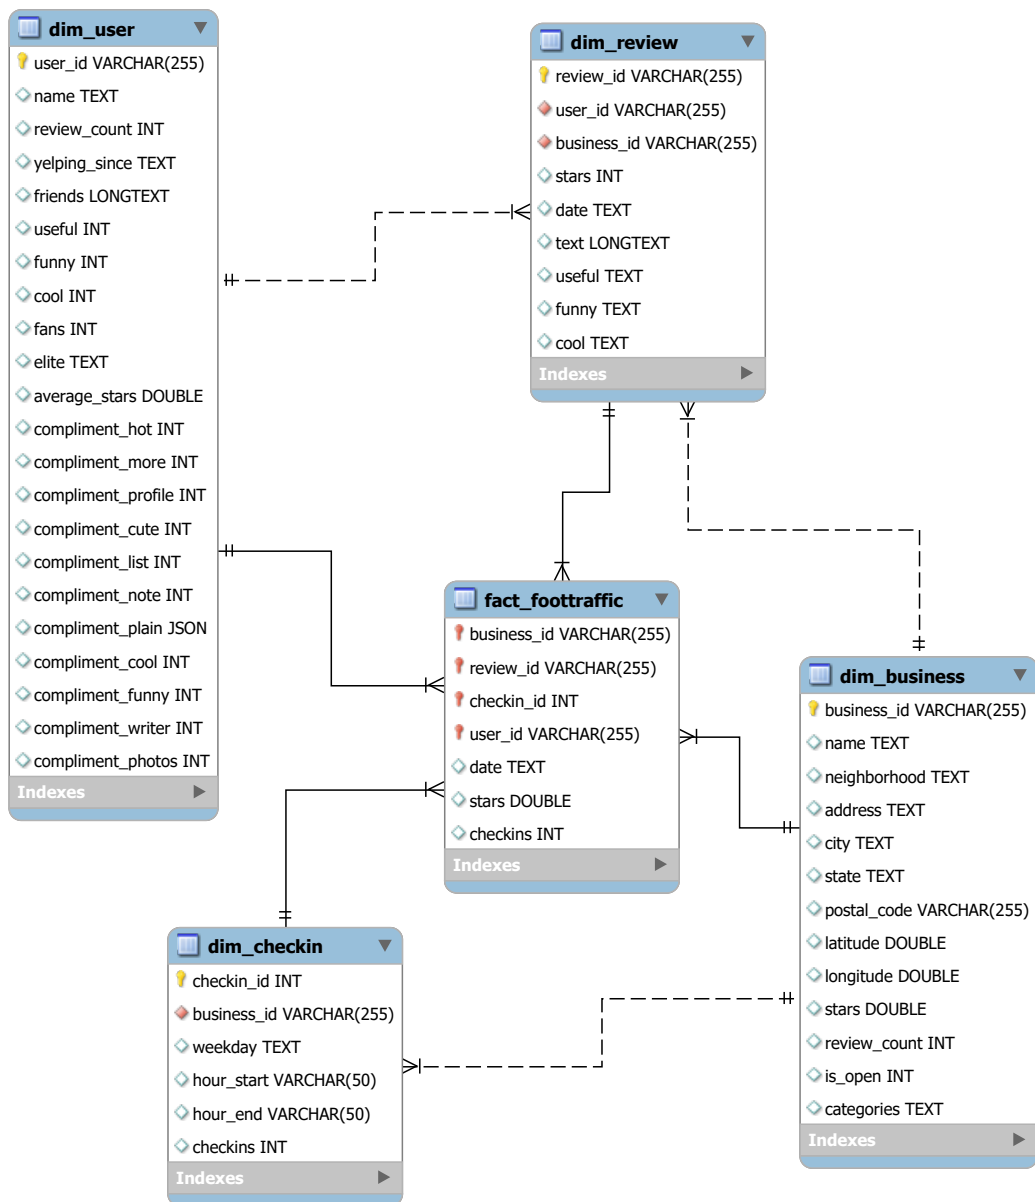 dim_user
user_id VARCHAR(255)
name TEXT
review_count INT
yelping_since TEXT
friends LONGTEXT
useful INT
funny INT
cool INT
fans INT
elite TEXT
average_stars DOUBLE
compliment_hot INT
compliment_more INT
compliment_profile INT
compliment_cute INT
compliment_list INT
compliment_note INT
compliment_plain JSON
compliment_cool INT
compliment_funny INT
compliment_writer INT
compliment_photos INT
Indexes
dim_review
review_id VARCHAR(255)
user_id VARCHAR(255)
business_id VARCHAR(255)
stars INT
date TEXT
text LONGTEXT
useful TEXT
funny TEXT
cool TEXT
Indexes
fact_foottraffic
business_id VARCHAR(255)
review_id VARCHAR(255)
checkin_id INT
user_id VARCHAR(255)
date TEXT
stars DOUBLE
checkins INT
Indexes
dim_business
business_id VARCHAR(255)
name TEXT
neighborhood TEXT
address TEXT
city TEXT
state TEXT
postal_code VARCHAR(255)
latitude DOUBLE
longitude DOUBLE
stars DOUBLE
review_count INT
is_open INT
categories TEXT
Indexes
dim_checkin
checkin_id INT
business_id VARCHAR(255)
weekday TEXT
hour_start VARCHAR(50)
hour_end VARCHAR(50)
checkins INT
Indexes